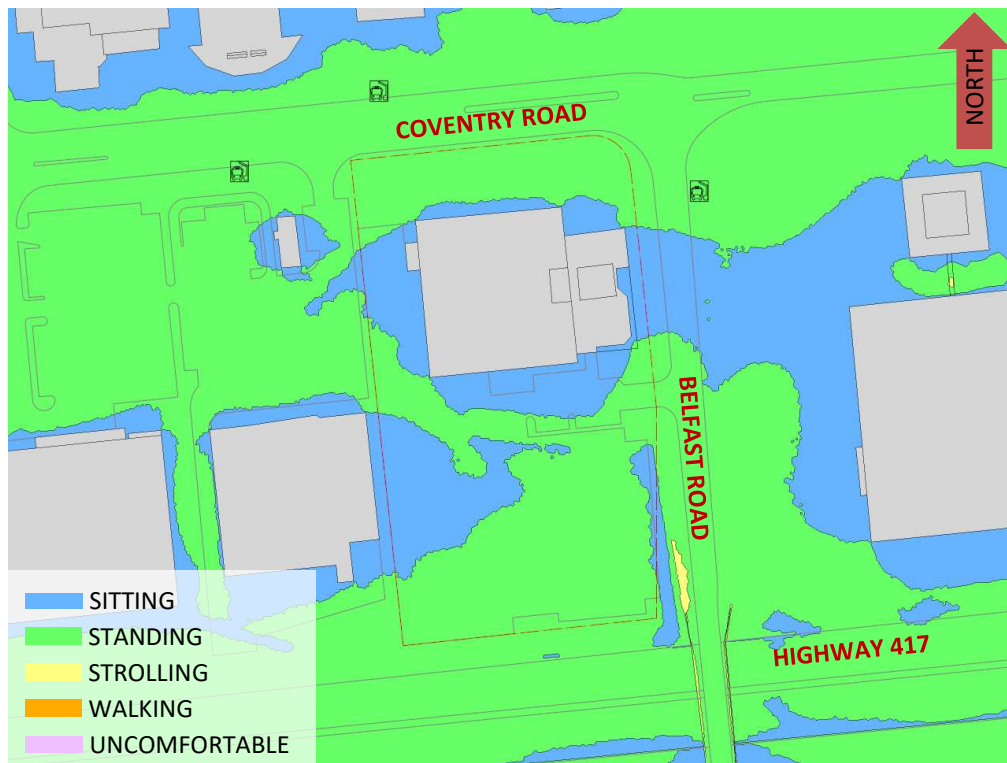 NORTH
COVENTRY ROAD
BELFAST ROAD
HIGHWAY 417
SITTING
STANDING
STROLLING
WALKING
UNCOMFORTABLE